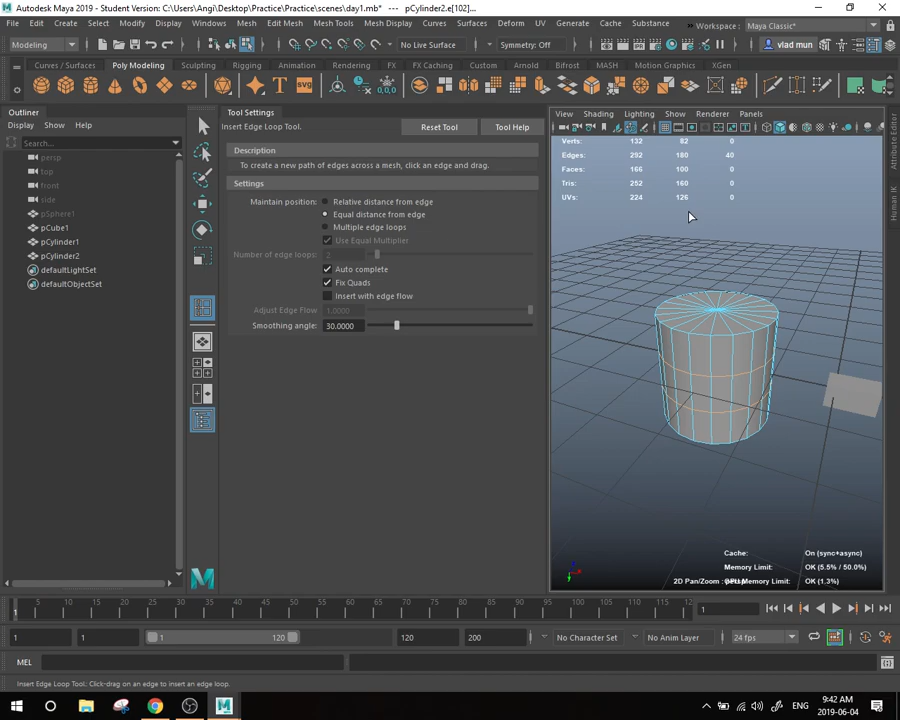 Autodesk Maya 2019 - Student Version: C:\Users\Angi\Desktop\Practice\Practice\scenes\day1.mb* --- pCylinder2.e[102]...
File Edit Create Select Modify Display Windows Mesh Edit Mesh Mesh Tools Mesh Display Curves Surfaces Deform UV Generate Cache Substance Workspace : Maya Classic*
Modeling No Live Surface Symmetry: Off vlad mun
Curves / Surfaces Poly Modeling Sculpting Rigging Animation Rendering FX FX Caching Custom Arnold Bifrost MASH Motion Graphics XGen
Outliner
Display Show Help
Search...
persp
top
front
side
pSphere1
pCube1
pCylinder1
pCylinder2
defaultLightSet
defaultObjectSet
Tool Settings
Insert Edge Loop Tool. Reset Tool Tool Help
Description
To create a new path of edges across a mesh, click an edge and drag.
Settings
Maintain position: Relative distance from edge
Equal distance from edge
Multiple edge loops
Use Equal Multiplier
Number of edge loops: 2
Auto complete
Fix Quads
Insert with edge flow
Adjust Edge Flow 1.0000
Smoothing angle: 30.0000
View Shading Lighting Show Renderer Panels
Verts: 132 82 0
Edges: 292 180 40
Faces: 166 100 0
Tris: 252 160 0
UVs: 224 126 0
Cache: On (sync+async)
Memory Limit: OK (5.5% / 50.0%)
2D Pan/Zoom : GPU Memory Limit: OK (1.3%)
Attribute Editor
Human IK
1 5 10 15 20 25 30 35 40 45 50 55 60 65 70 75 80 85 90 95 100 105 110 115 12 1
1 1 1 120 120 200 No Character Set No Anim Layer 24 fps
MEL
Insert Edge Loop Tool: Click-drag on an edge to insert an edge loop.
ENG 9:42 AM
2019-06-04